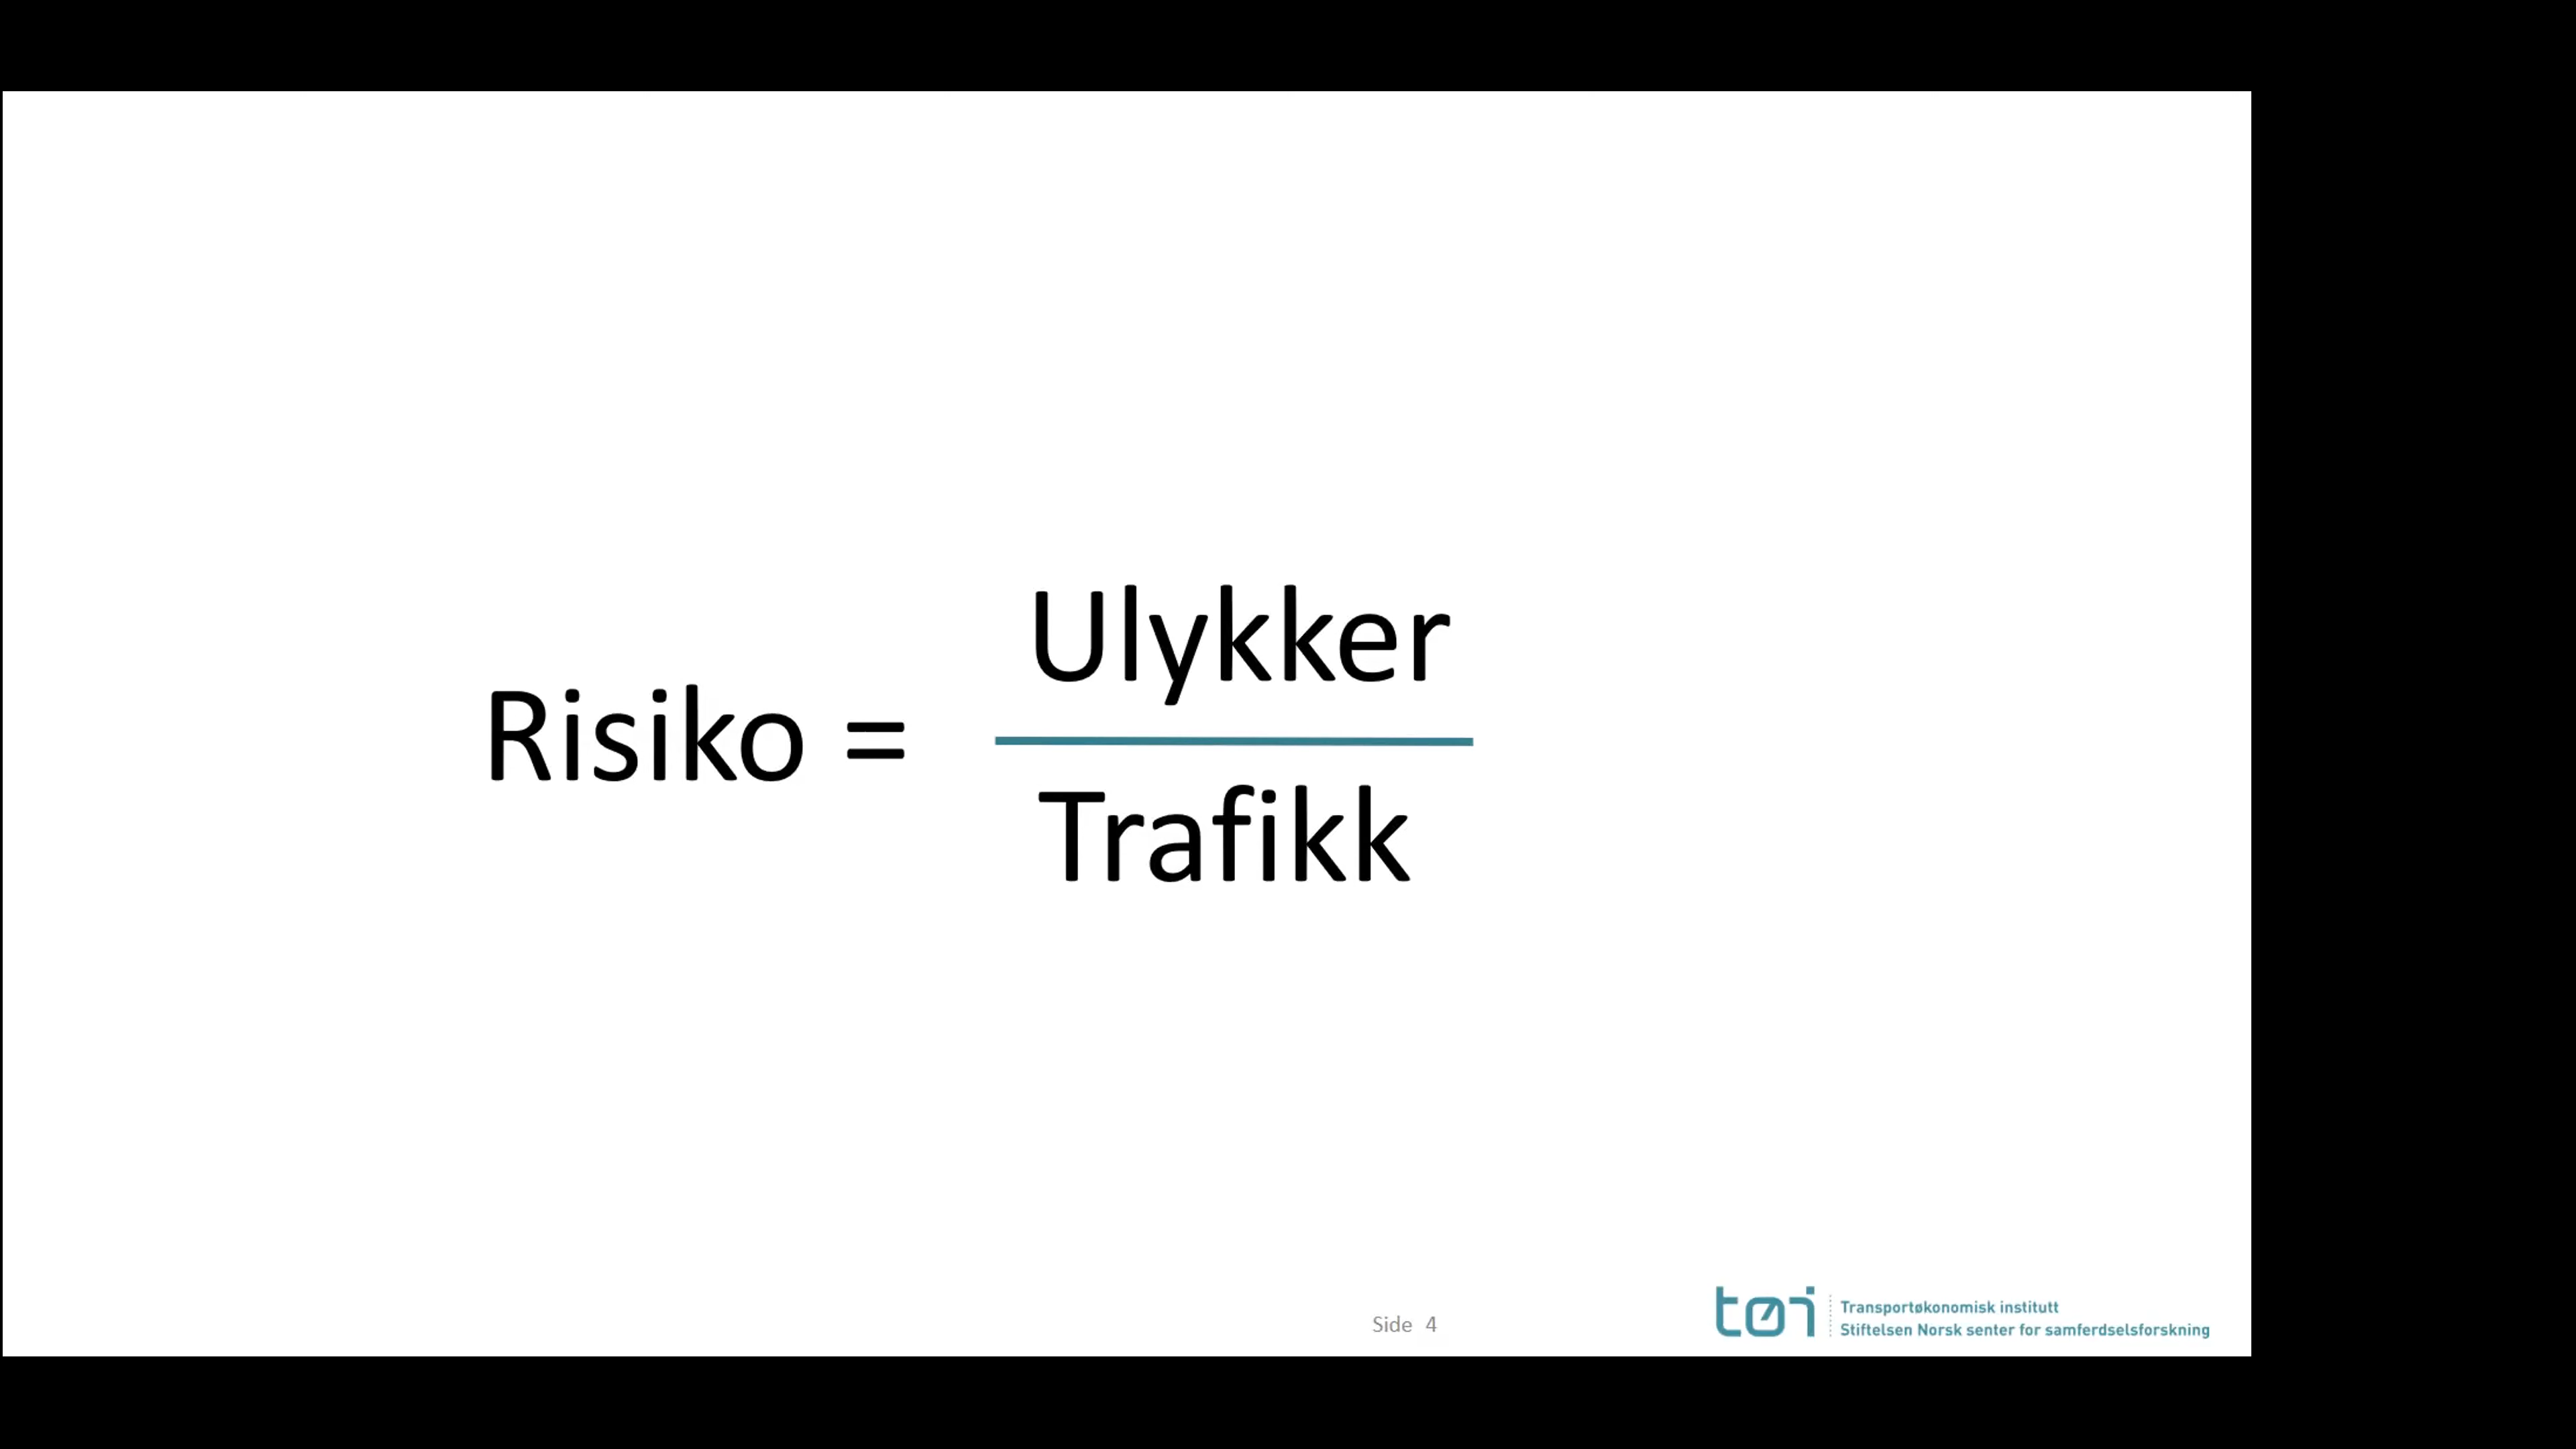 Ulykker
Risiko =
Trafikk
Side 4
tøi
Transportøkonomisk institutt
Stiftelsen Norsk senter for samferdselsforskning